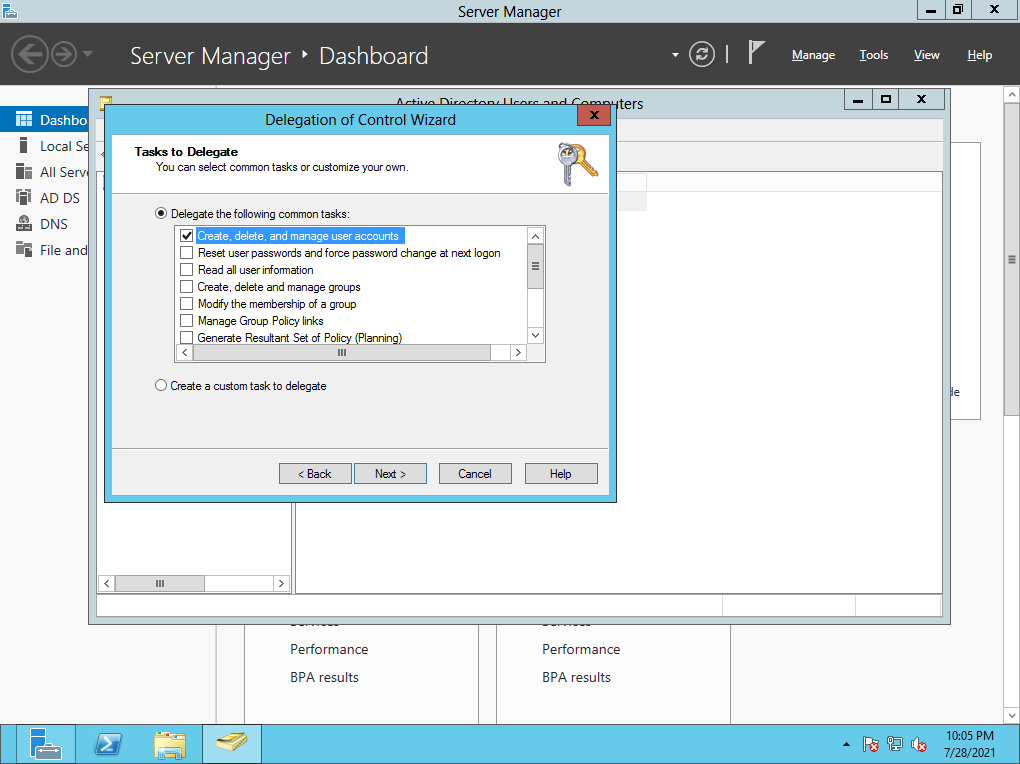 Server Manager
Server Manager Dashboard
Manage Tools View Help
Active Directory Users and Computers
Delegation of Control Wizard
Dashbo
Local Se
All Serve
AD DS
DNS
File and
Tasks to Delegate
You can select common tasks or customize your own.
Delegate the following common tasks:
Create, delete, and manage user accounts
Reset user passwords and force password change at next logon
Read all user information
Create, delete and manage groups
Modify the membership of a group
Manage Group Policy links
Generate Resultant Set of Policy (Planning)
Create a custom task to delegate
< Back Next > Cancel Help
Performance Performance
BPA results BPA results
10:05 PM
7/28/2021